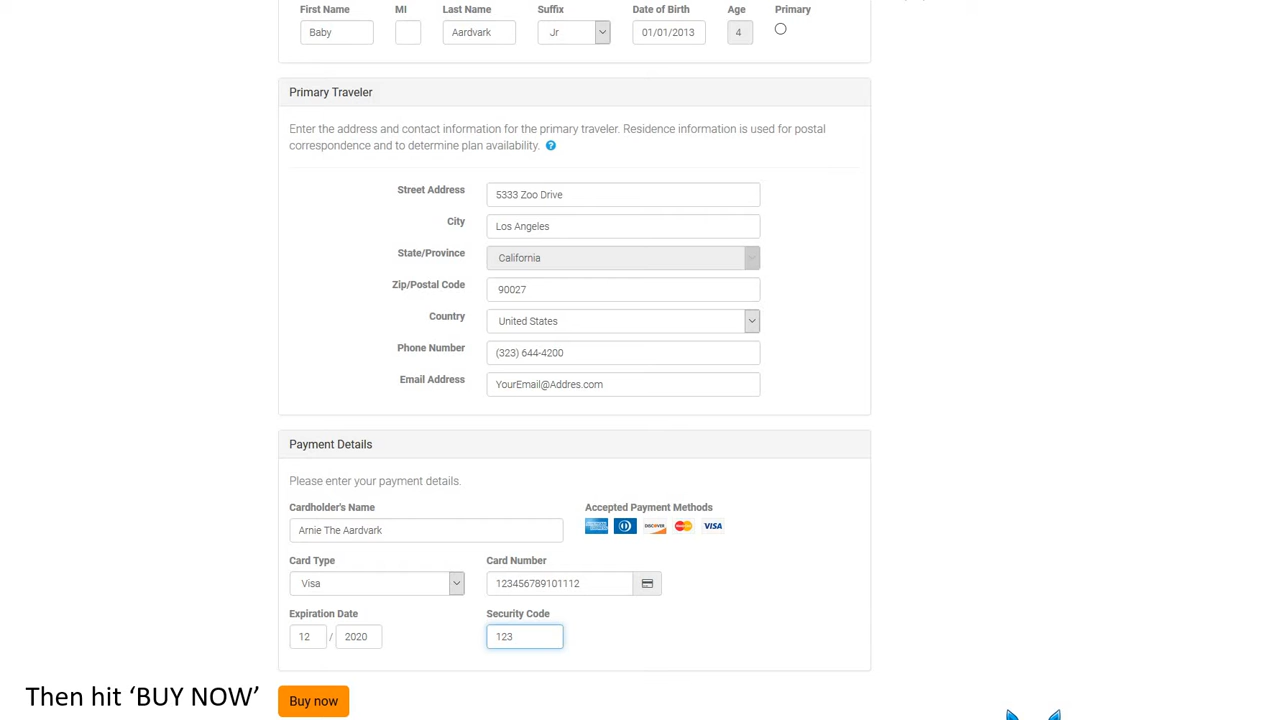 First Name MI Last Name Suffix Date of Birth Age Primary
Baby Aardvark Jr 01/01/2013 4
Primary Traveler
Enter the address and contact information for the primary traveler. Residence information is used for postal
correspondence and to determine plan availability. ?
Street Address 5333 Zoo Drive
City Los Angeles
State/Province California
Zip/Postal Code 90027
Country United States
Phone Number (323) 644-4200
Email Address YourEmail@Addres.com
Payment Details
Please enter your payment details.
Cardholder's Name Accepted Payment Methods
Arnie The Aardvark DISCOVER VISA
Card Type Card Number
Visa 123456789101112
Expiration Date Security Code
12 / 2020 123
Then hit ‘BUY NOW’ Buy now